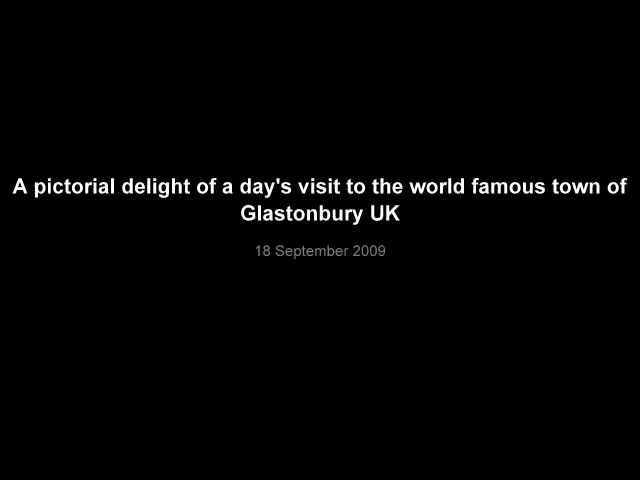 A pictorial delight of a day's visit to the world famous town of
Glastonbury UK
18 September 2009